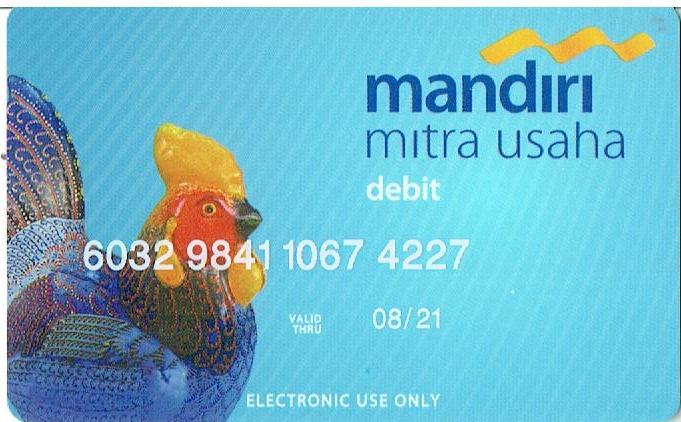 mandiri
mitra usaha
debit
6032 9841 1067 4227
VALID
THRU
08/21
ELECTRONIC USE ONLY